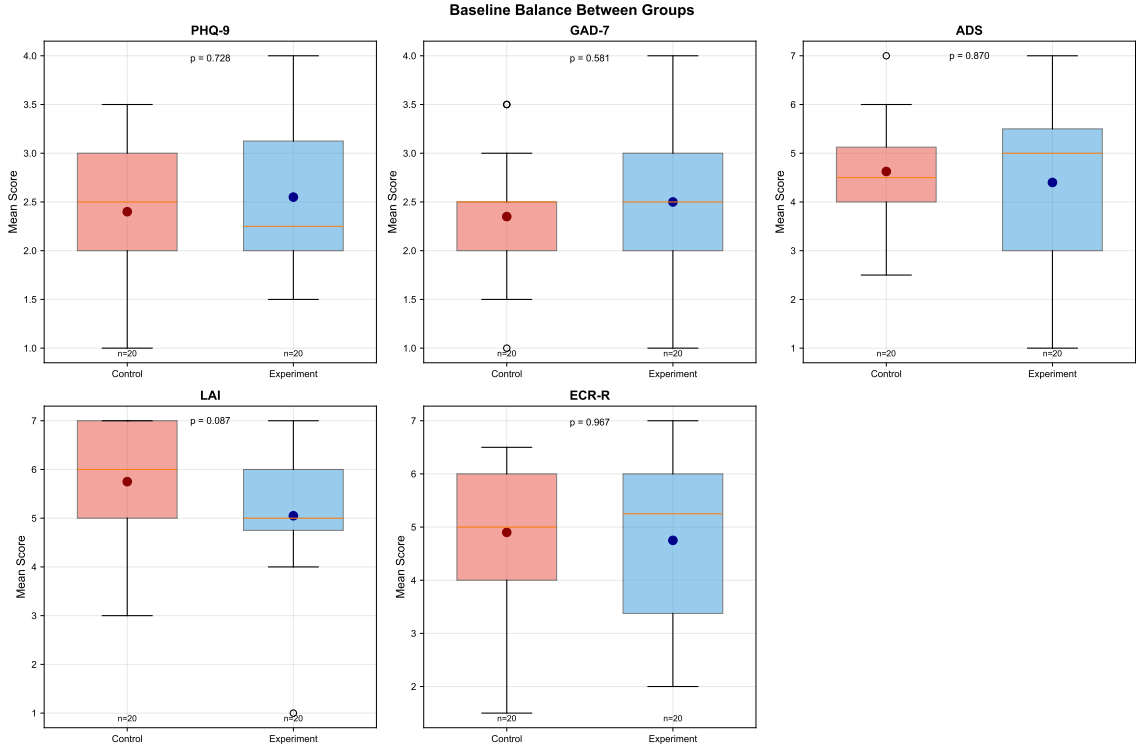 Baseline Balance Between Groups
PHQ-9
GAD-7
ADS
p = 0.728
p = 0.581
p = 0.870
Mean Score
4.0
3.5
3.0
2.5
2.0
1.5
1.0
n=20
n=20
Control
Experiment
Mean Score
4.0
3.5
3.0
2.5
2.0
1.5
1.0
n=20
n=20
Control
Experiment
Mean Score
7
6
5
4
3
2
1
n=20
n=20
Control
Experiment
LAI
ECR-R
p = 0.087
p = 0.967
Mean Score
7
6
5
4
3
2
1
n=20
n=20
Control
Experiment
Mean Score
7
6
5
4
3
2
n=20
n=20
Control
Experiment